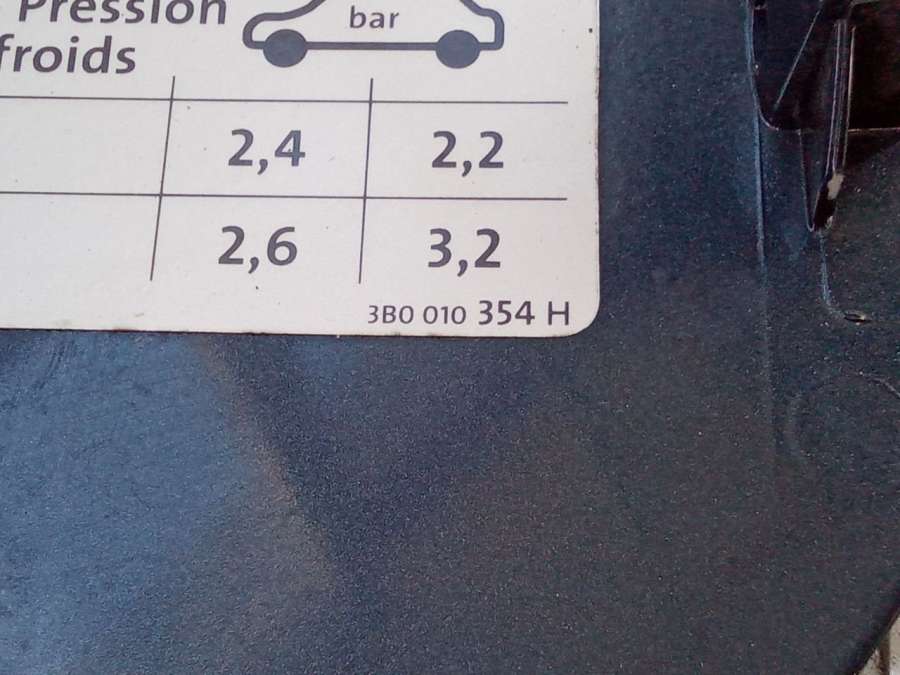 Pression
froids
bar
2,4 2,2
2,6 3,2
3B0 010 354 H